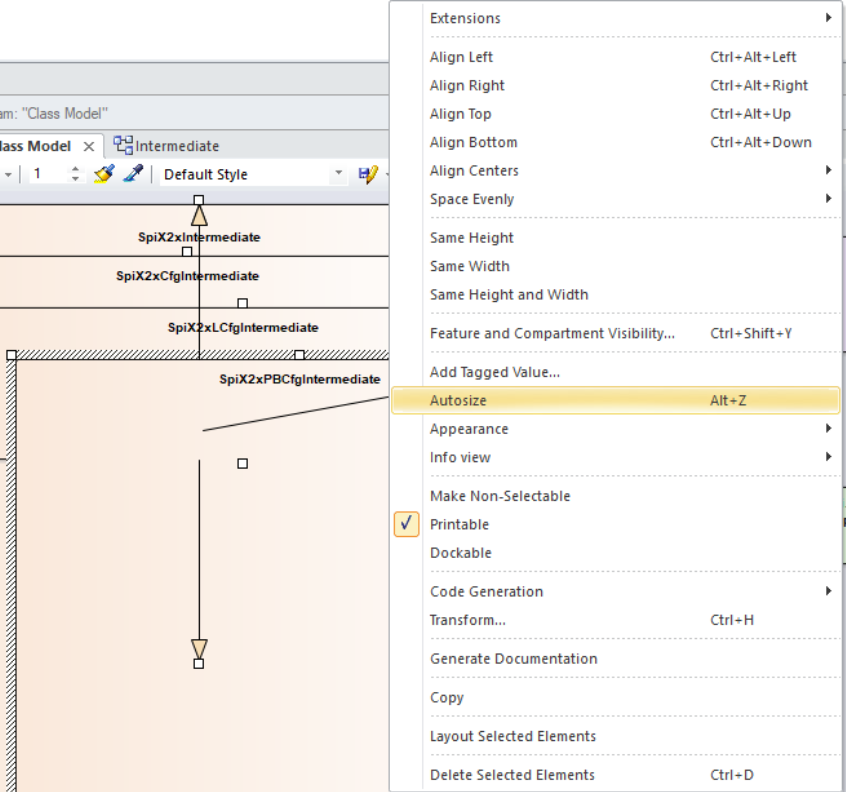 Extensions
Align Left Ctrl+Alt+Left
Align Right Ctrl+Alt+Right
Align Top Ctrl+Alt+Up
Align Bottom Ctrl+Alt+Down
Align Centers
Space Evenly
Same Height
Same Width
Same Height and Width
Feature and Compartment Visibility... Ctrl+Shift+Y
Add Tagged Value...
Autosize Alt+Z
Appearance
Info view
Make Non-Selectable
Printable
Dockable
Code Generation
Transform... Ctrl+H
Generate Documentation
Copy
Layout Selected Elements
Delete Selected Elements Ctrl+D
am: "Class Model"
lass Model × Intermediate
1 Default Style
SpiX2xIntermediate
SpiX2xCfgIntermediate
SpiX2xLCfgIntermediate
SpiX2xPBCfgIntermediate